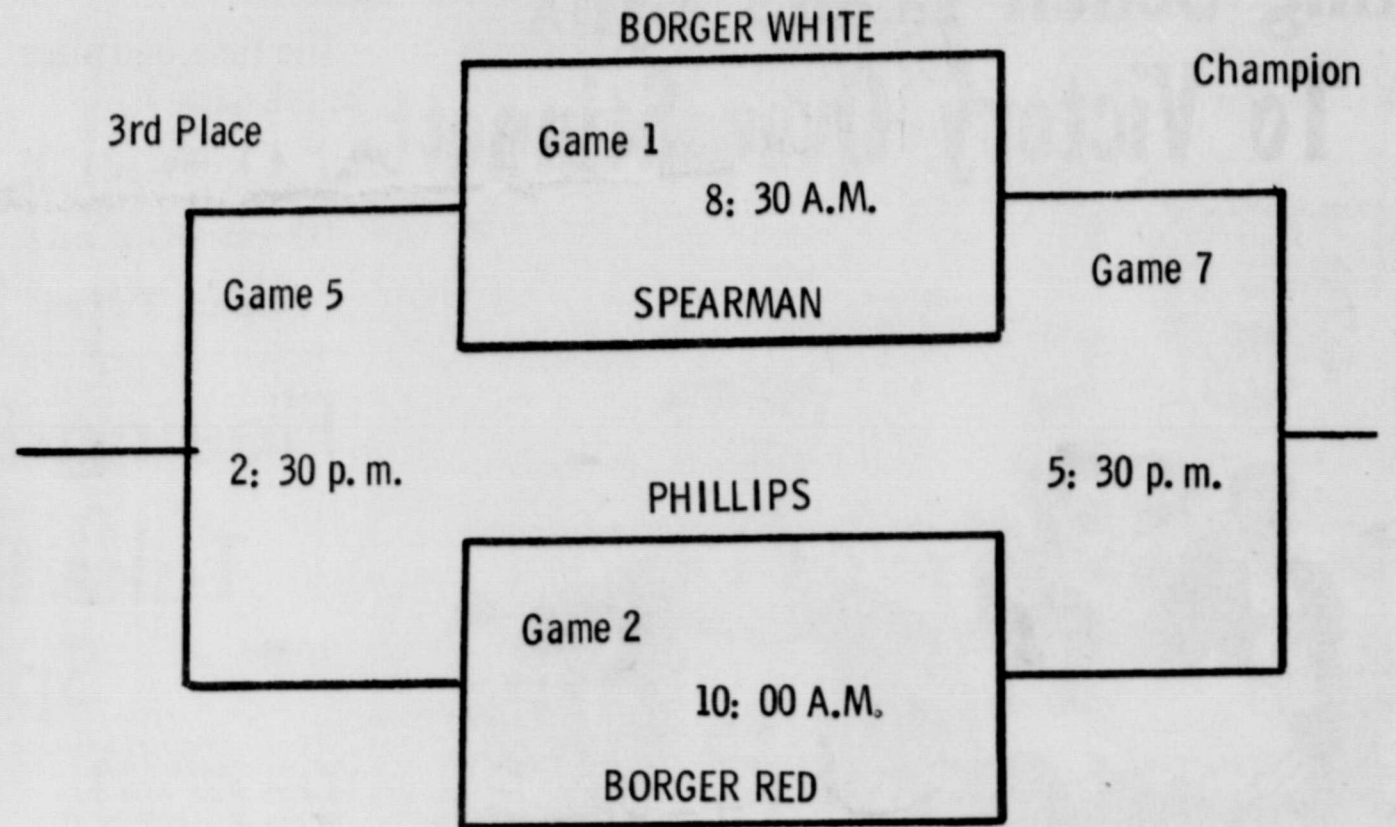 BORGER WHITE
Champion
3rd Place
Game 1
8: 30 A.M.
Game 7
Game 5
SPEARMAN
2: 30 p. m.
PHILLIPS
5: 30 p. m.
Game 2
10: 00 A.M.
BORGER RED